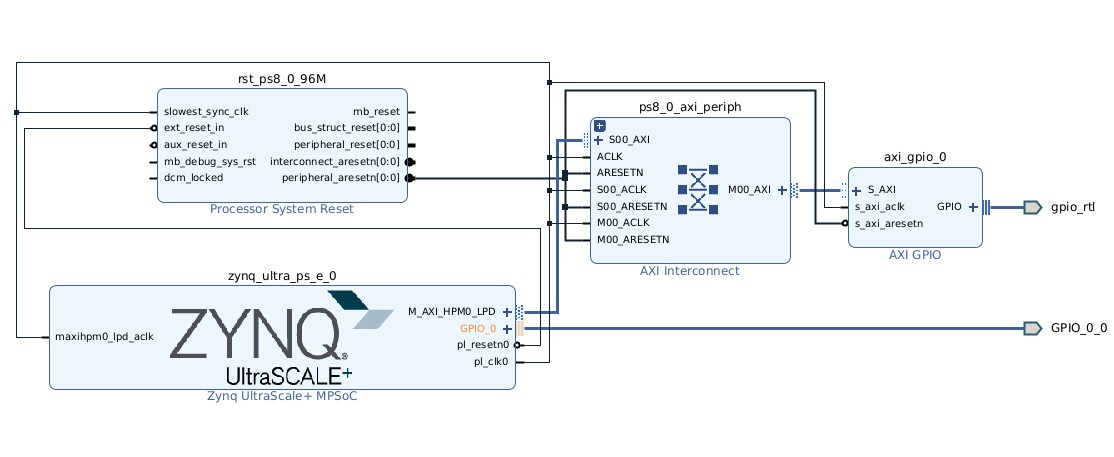 rst_ps8_0_96M
slowest_sync_clk
ext_reset_in
aux_reset_in
mb_debug_sys_rst
dcm_locked
mb_reset
bus_struct_reset[0:0]
peripheral_reset[0:0]
interconnect_aresetn[0:0]
peripheral_aresetn[0:0]
Processor System Reset
ps8_0_axi_periph
S00_AXI
ACLK
ARESETN
S00_ACLK
S00_ARESETN
M00_ACLK
M00_ARESETN
M00_AXI
AXI Interconnect
axi_gpio_0
S_AXI
s_axi_aclk
s_axi_aresetn
GPIO
AXI GPIO
gpio_rtl
zynq_ultra_ps_e_0
maxihpm0_lpd_aclk
ZYNQ®
UltraSCALE+
M_AXI_HPM0_LPD
GPIO_0
pl_resetn0
pl_clk0
Zynq UltraScale+ MPSoC
GPIO_0_0